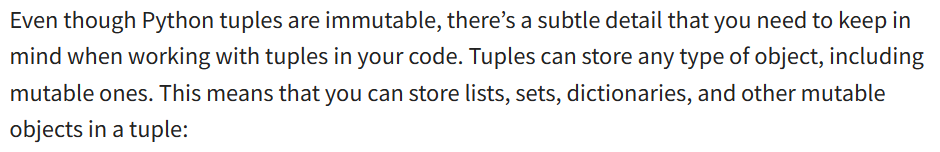 Even though Python tuples are immutable, there’s a subtle detail that you need to keep in
mind when working with tuples in your code. Tuples can store any type of object, including
mutable ones. This means that you can store lists, sets, dictionaries, and other mutable
objects in a tuple: